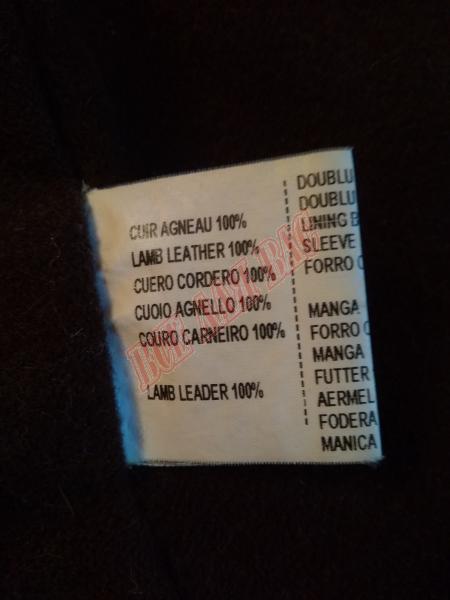 CUIR AGNEAU 100%
LAMB LEATHER 100%
CUERO CORDERO 100%
CUOIO AGNELLO 100%
COURO CARNEIRO 100%
LAMB LEADER 100%
DOUBLU
DOUBLU
LINING B
SLEEVE
FORRO
MANGA
FORRO
MANGA
FUTTER
AERMEL
FODERA
MANICA